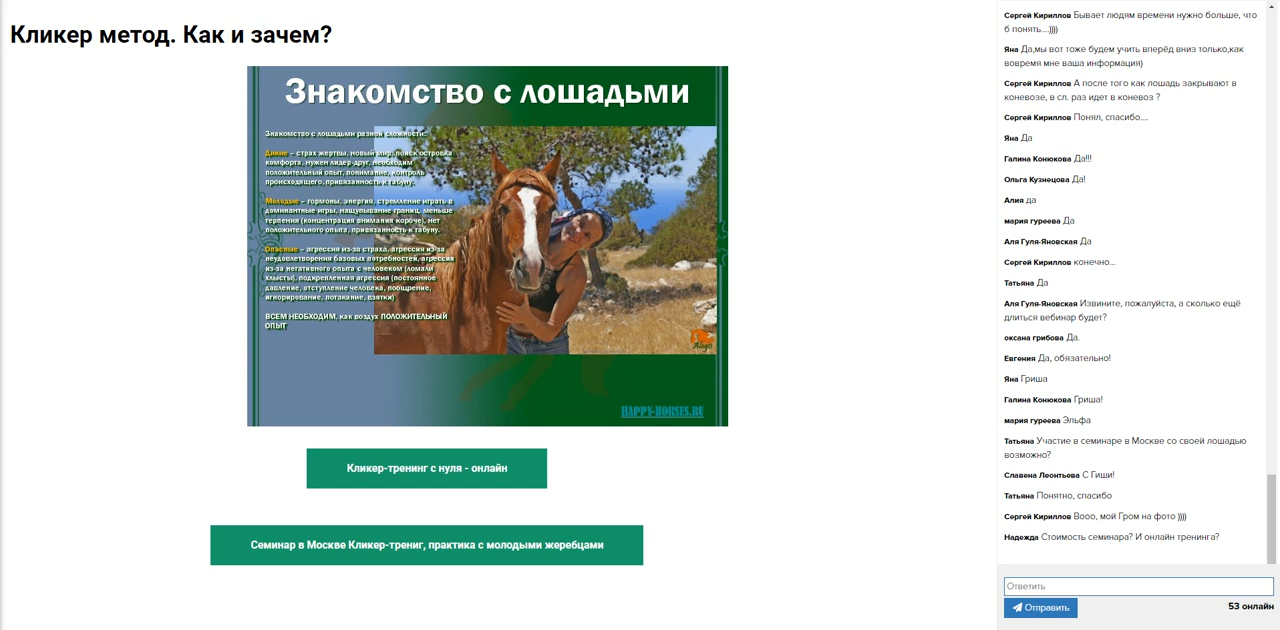 Кликер метод. Как и зачем?
Знакомство с лошадьми
Знакомство с лошадьми разной сложности:
Дикие – страх жертвы, новый мир, поиск островка
комфорта, нужен лидер-друг, необходим
положительный опыт, понимание, контроль
происходящего, привязанность к табуну.
Молодые – гормоны, энергия, стремление играть в
доминантные игры, нащупывание границ, меньше
терпения (концентрация внимания короче), нет
положительного опыта, привязанность к табуну.
Опасные – агрессия из-за страха, агрессия из-за
неудовлетворения базовых потребностей, агрессия
из-за негативного опыта с человеком (ломали
хлысты), подкрепленная агрессия (постоянное
давление, отступление человека, поощрение,
игнорирование, потакание, взятки)
ВСЕМ НЕОБХОДИМ, как воздух ПОЛОЖИТЕЛЬНЫЙ
ОПЫТ
HAPPY-HORSES.RU
Кликер-тренинг с нуля - онлайн
Семинар в Москве Кликер-трениг, практика с молодыми жеребцами
Сергей Кириллов Бывает людям времени нужно больше, что
б понять....))))
Яна Да,мы вот тоже будем учить вперёд вниз только,как
вовремя мне ваша информация)
Сергей Кириллов А после того как лошадь закрывают в
коневозе, в сл. раз идет в коневоз ?
Сергей Кириллов Понял, спасибо....
Яна Да
Галина Конюкова Да!!!
Ольга Кузнецова Да!
Алия да
мария гуреева Да
Аля Гуля-Яновская Да
Сергей Кириллов конечно...
Татьяна Да
Аля Гуля-Яновская Извините, пожалуйста, а сколько ещё
длиться вебинар будет?
оксана грибова Да.
Евгения Да, обязательно!
Яна Гриша
Галина Конюкова Гриша!
мария гуреева Эльфа
Татьяна Участие в семинаре в Москве со своей лошадью
возможно?
Славена Леонтьева С Гиши!
Татьяна Понятно, спасибо
Сергей Кириллов Вооо, мой Гром на фото ))))
Надежда Стоимость семинара? И онлайн тренинга?
Ответить
Отправить
53 онлайн